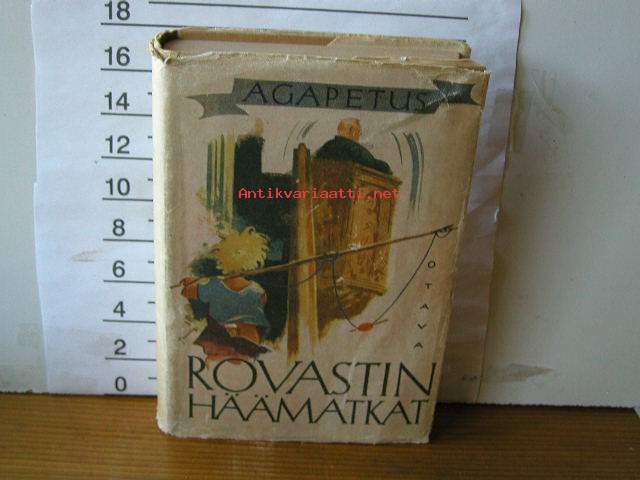 18
16
14
12
10
8
6
4
2
0
AGAPETUS
Antikvariaatti.net
OTAVA
ROVASTIN
HÄÄMATKAT